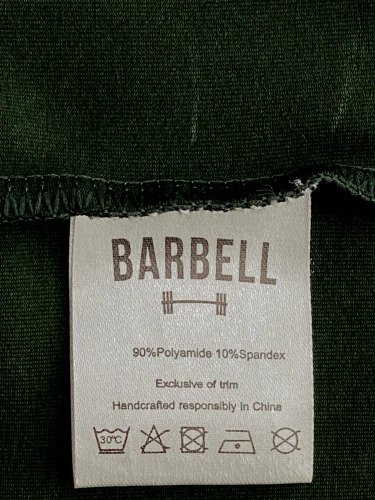 BARBELL
90%Polyamide 10%Spandex
Exclusive of trim
Handcrafted responsibly in China
30°C